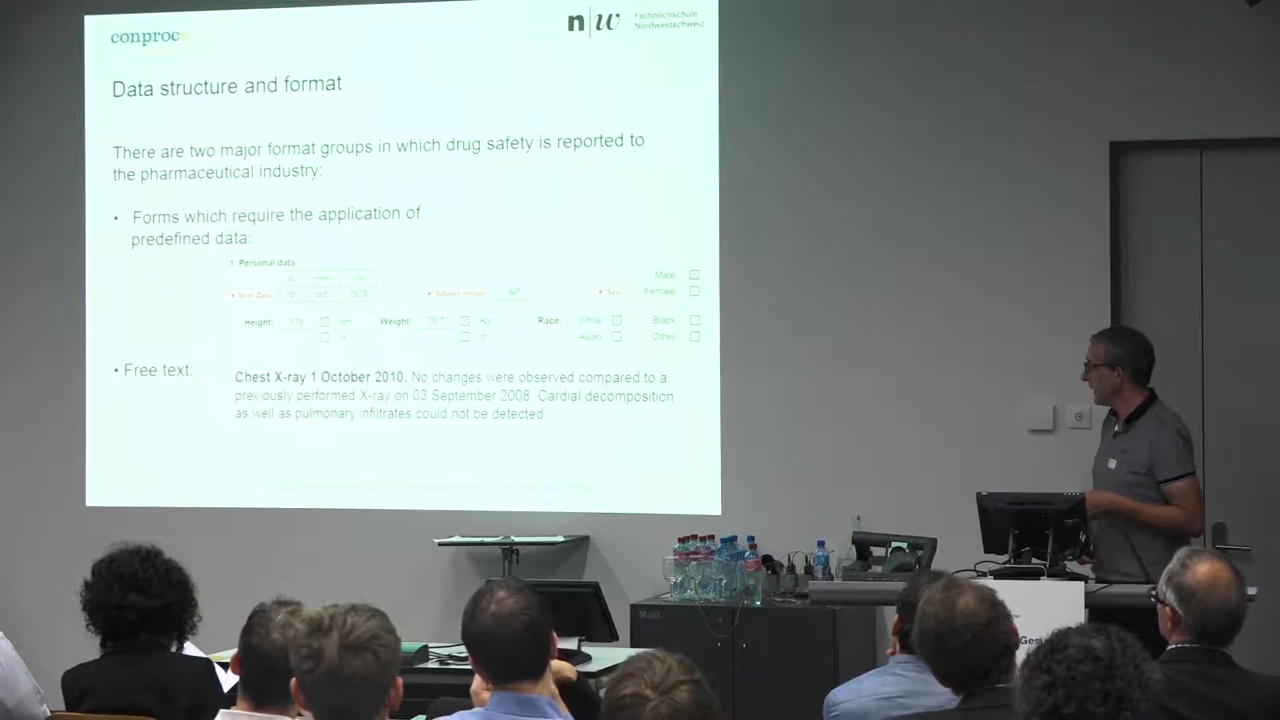 conprocs
n|w Fachhochschule
Nordwestschweiz
Data structure and format
There are two major format groups in which drug safety is reported to
the pharmaceutical industry:
• Forms which require the application of
predefined data:
1. Personal data
Male
Female
Height: cm Weight: Kg Race: White Black
Asian Other
• Free text:
Chest X-ray 1 October 2010. No changes were observed compared to a
previously performed X-ray on 03 September 2008. Cardial decomposition
as well as pulmonary infiltrates could not be detected.